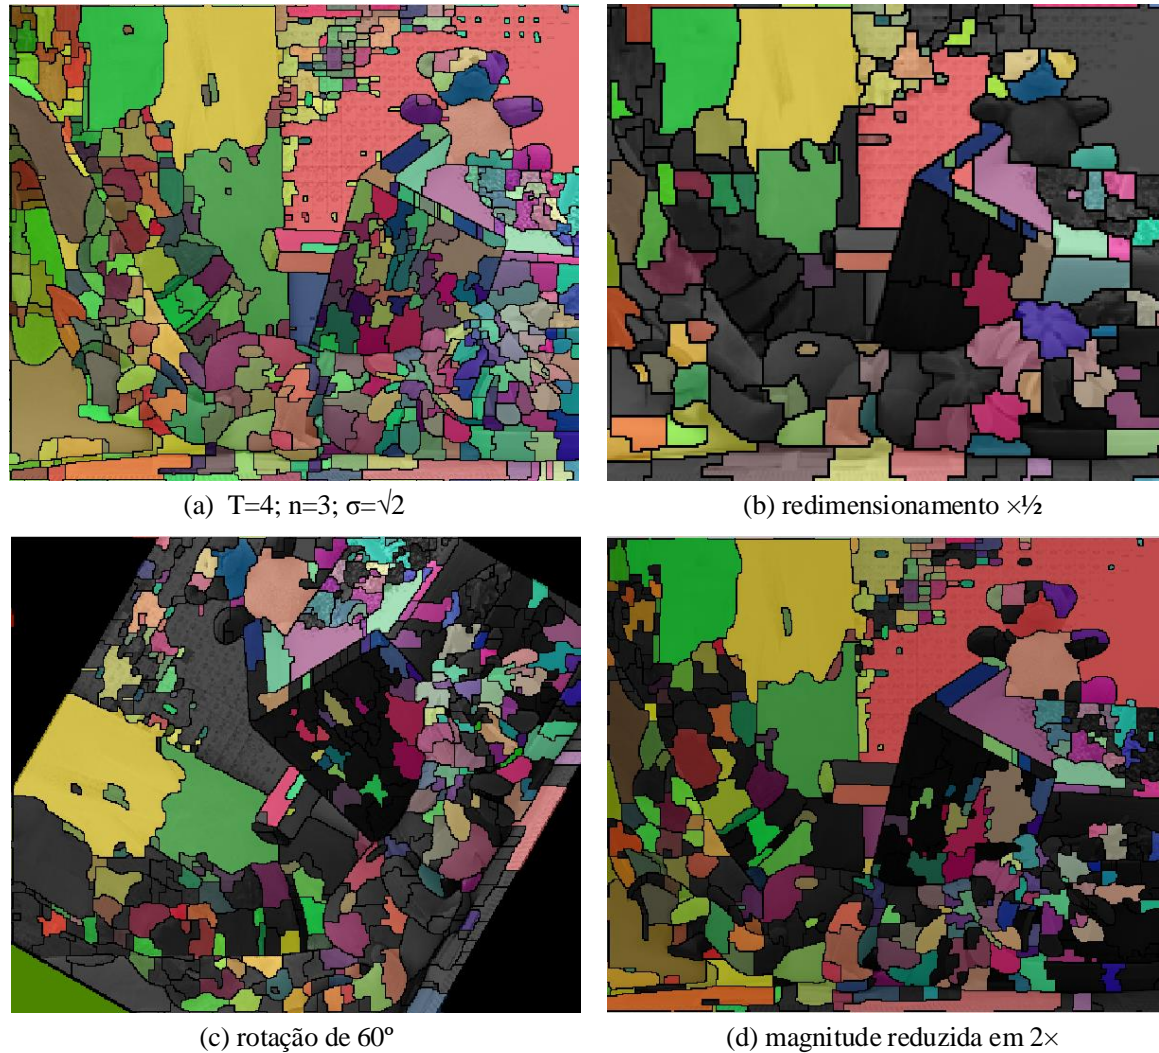 (a) T=4; n=3; σ=√2
(b) redimensionamento ×½
(c) rotação de 60º
(d) magnitude reduzida em 2×